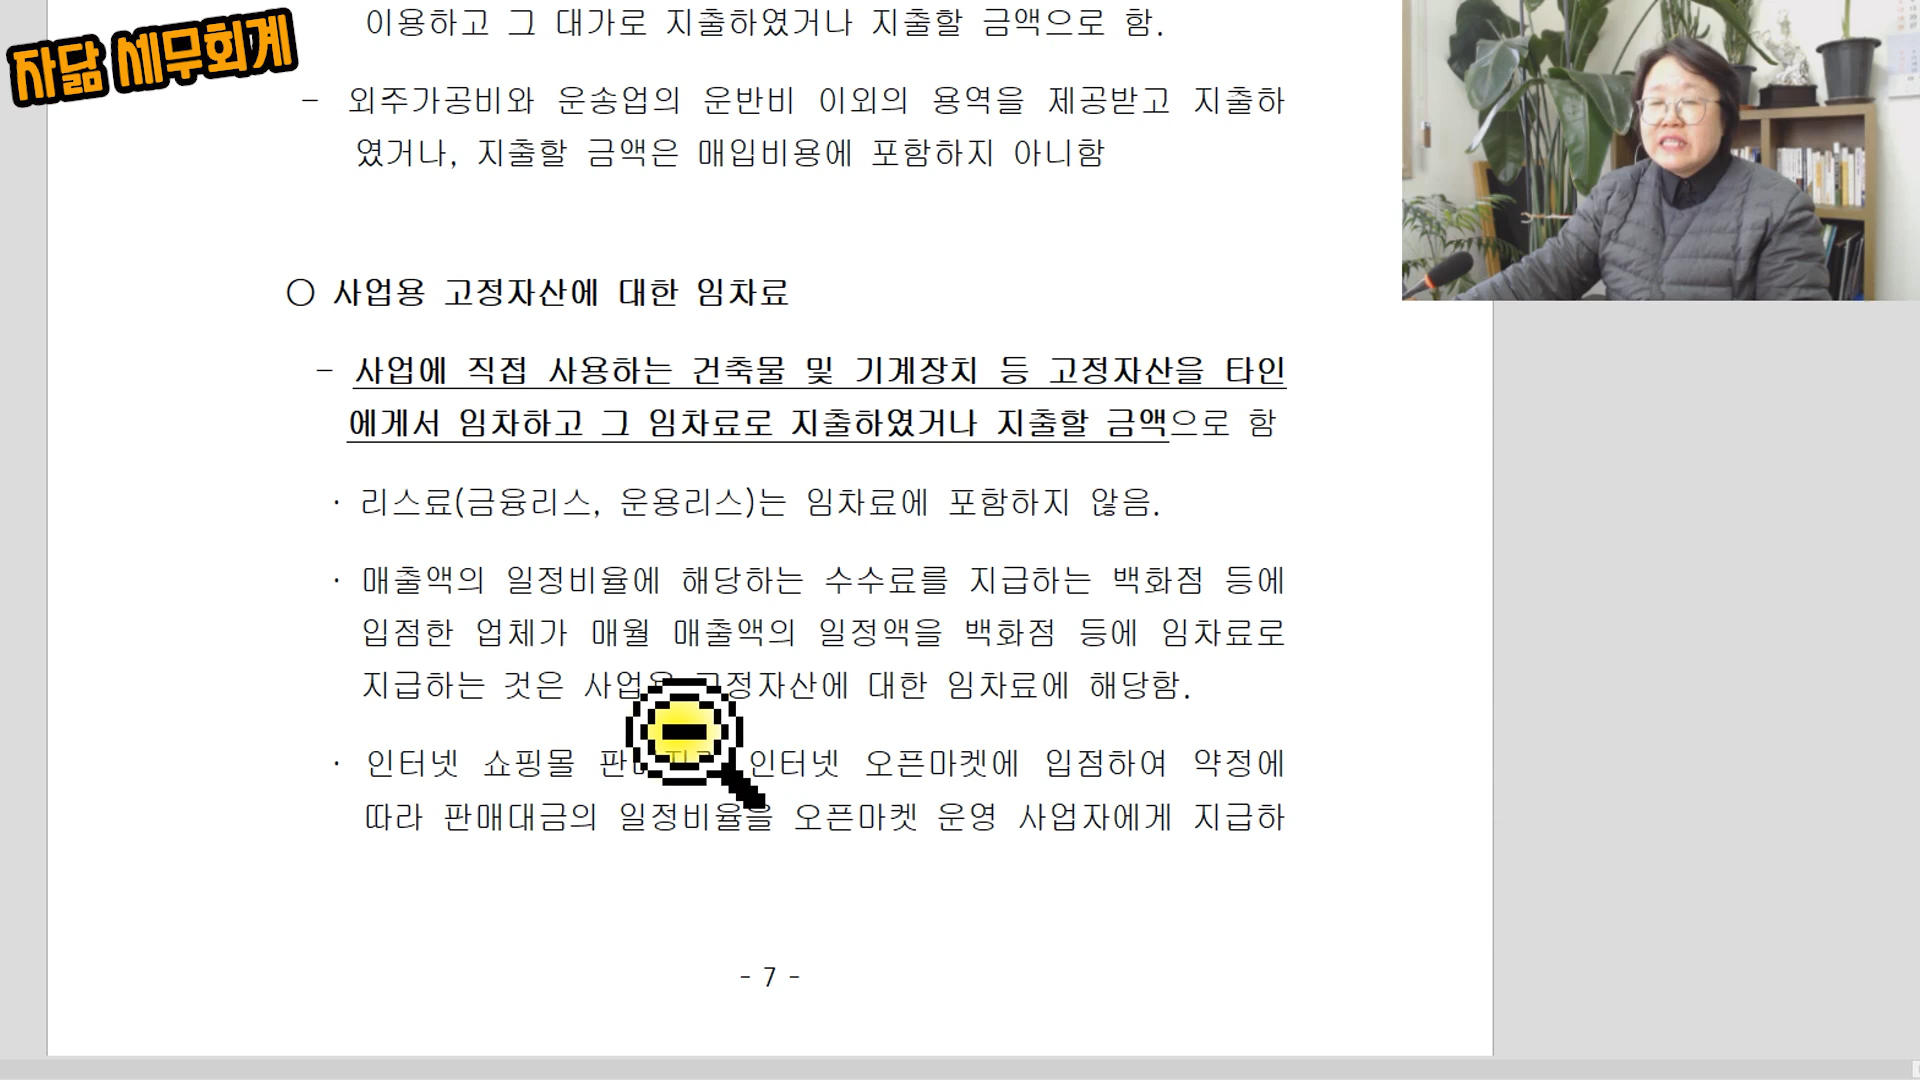 자닮 세무회계
이용하고 그 대가로 지출하였거나 지출할 금액으로 함.
- 외주가공비와 운송업의 운반비 이외의 용역을 제공받고 지출하
였거나, 지출할 금액은 매입비용에 포함하지 아니함
○ 사업용 고정자산에 대한 임차료
- 사업에 직접 사용하는 건축물 및 기계장치 등 고정자산을 타인
에게서 임차하고 그 임차료로 지출하였거나 지출할 금액으로 함
· 리스료(금융리스, 운용리스)는 임차료에 포함하지 않음.
· 매출액의 일정비율에 해당하는 수수료를 지급하는 백화점 등에
입점한 업체가 매월 매출액의 일정액을 백화점 등에 임차료로
지급하는 것은 사업용 고정자산에 대한 임차료에 해당함.
· 인터넷 쇼핑몰 인터넷 오픈마켓에 입점하여 약정에
따라 판매대금의 일정비율을 오픈마켓 운영 사업자에게 지급하
- 7 -